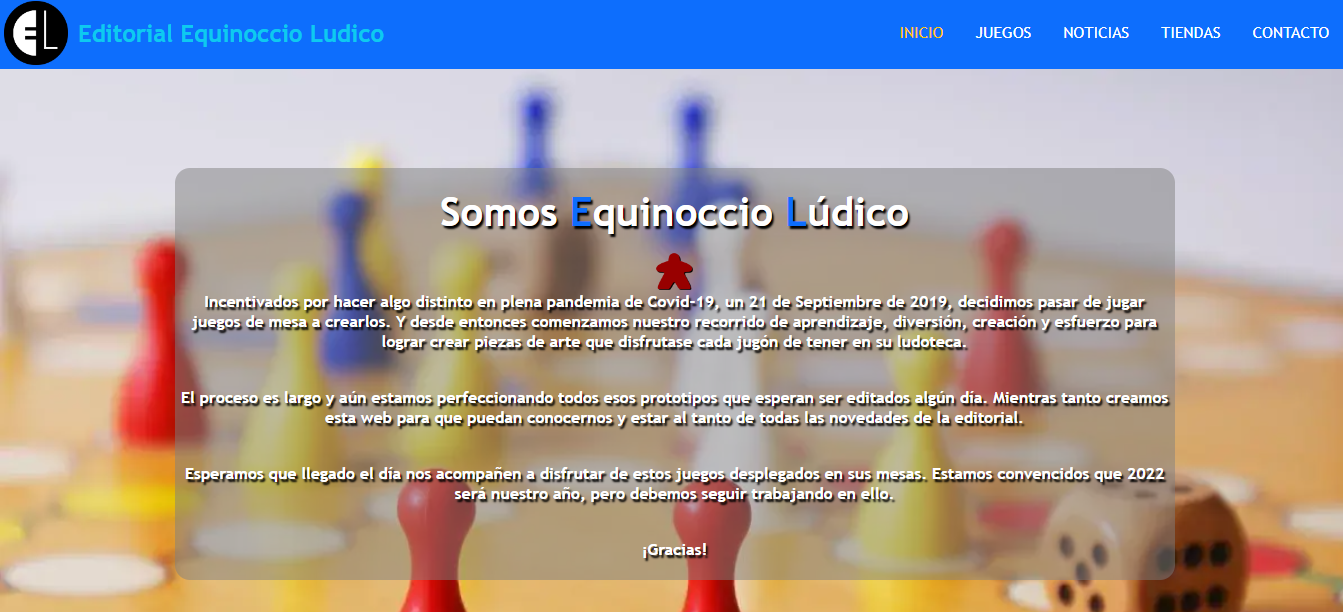 EL Editorial Equinoccio Ludico
INICIO JUEGOS NOTICIAS TIENDAS CONTACTO
Somos Equinoccio Lúdico
Incentivados por hacer algo distinto en plena pandemia de Covid-19, un 21 de Septiembre de 2019, decidimos pasar de jugar
juegos de mesa a crearlos. Y desde entonces comenzamos nuestro recorrido de aprendizaje, diversión, creación y esfuerzo para
lograr crear piezas de arte que disfrutase cada jugón de tener en su ludoteca.
El proceso es largo y aún estamos perfeccionando todos esos prototipos que esperan ser editados algún día. Mientras tanto creamos
esta web para que puedan conocernos y estar al tanto de todas las novedades de la editorial.
Esperamos que llegado el día nos acompañen a disfrutar de estos juegos desplegados en sus mesas. Estamos convencidos que 2022
será nuestro año, pero debemos seguir trabajando en ello.
¡Gracias!